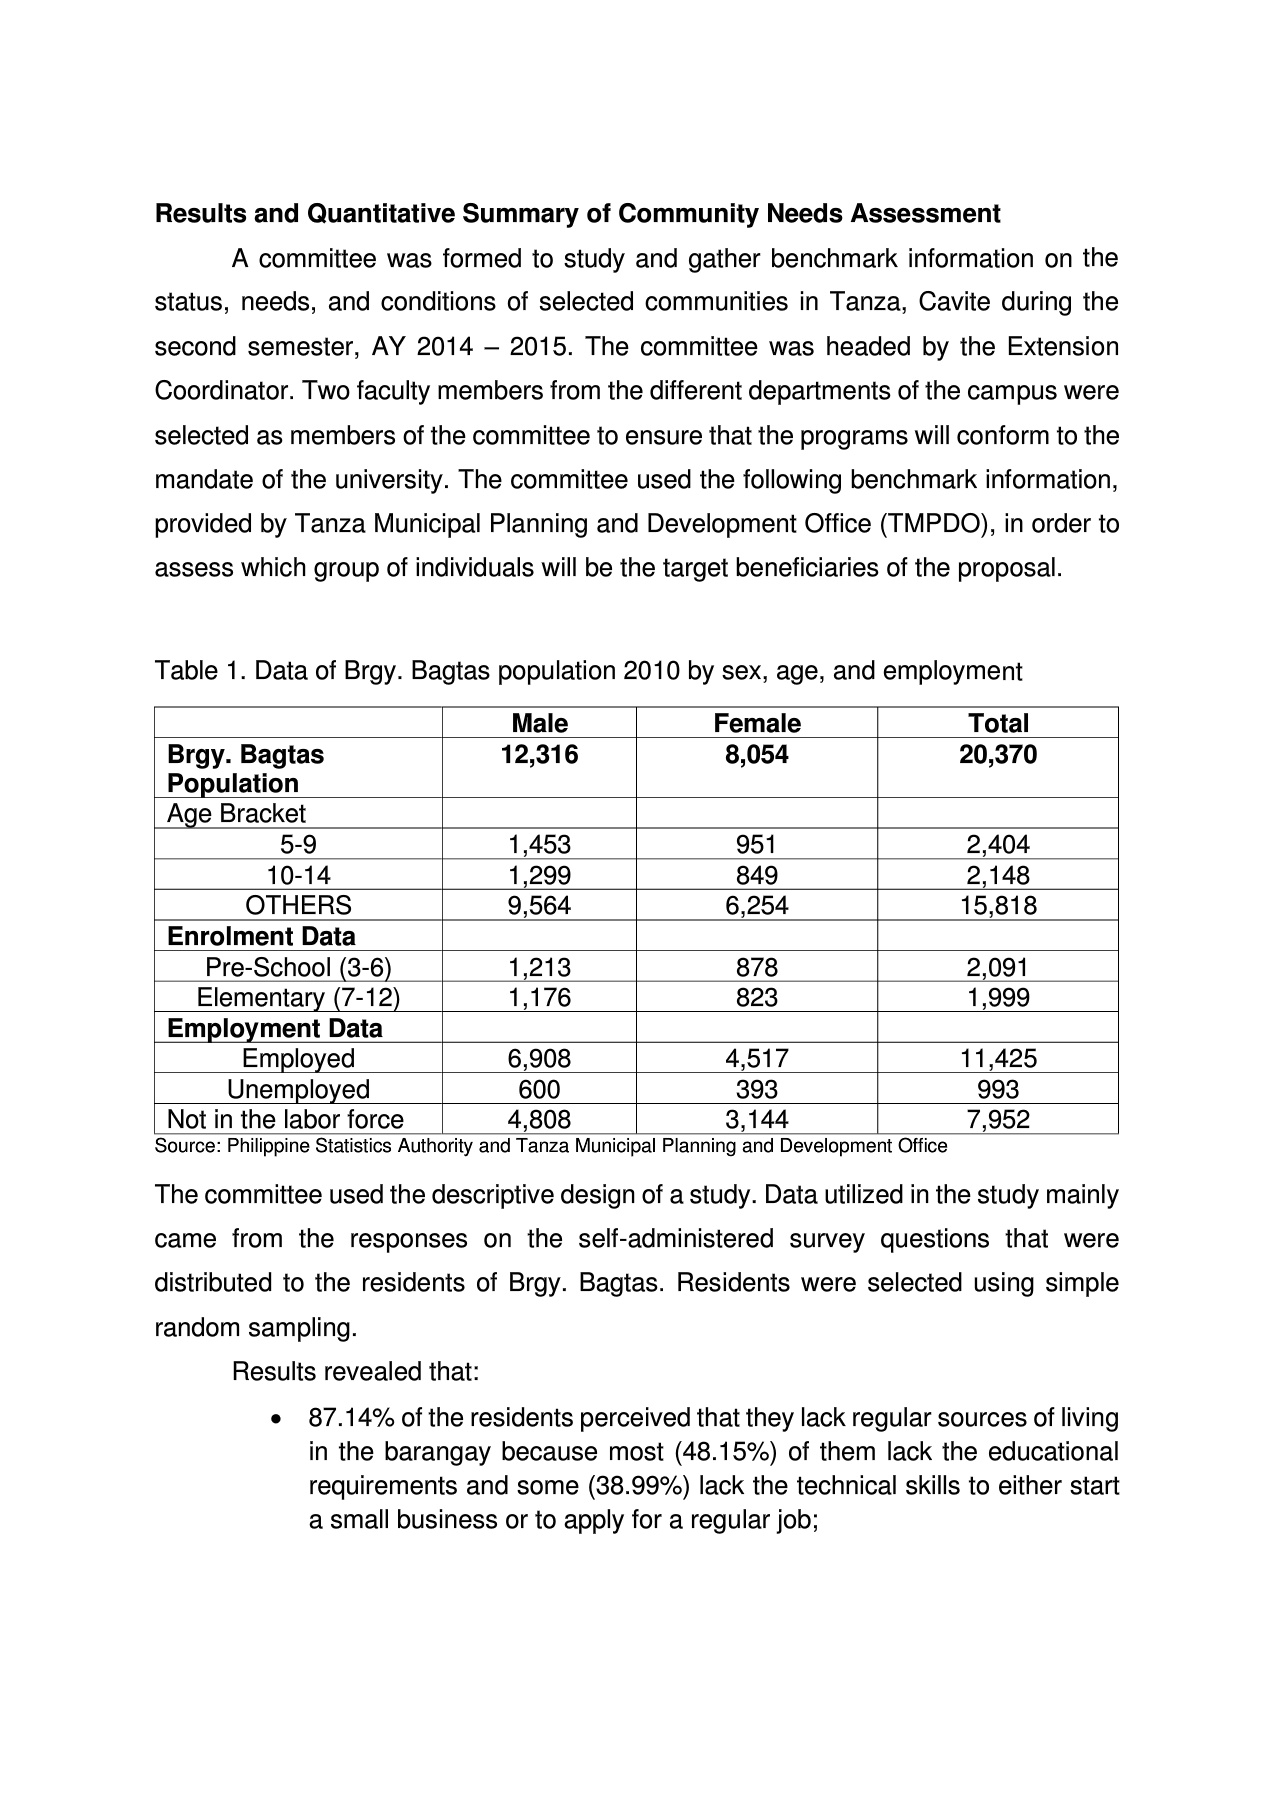 Results and Quantitative Summary of Community Needs Assessment
A committee was formed to study and gather benchmark information on the
status, needs, and conditions of selected communities in Tanza, Cavite during the
second semester, AY 2014 – 2015. The committee was headed by the Extension
Coordinator. Two faculty members from the different departments of the campus were
selected as members of the committee to ensure that the programs will conform to the
mandate of the university. The committee used the following benchmark information,
provided by Tanza Municipal Planning and Development Office (TMPDO), in order to
assess which group of individuals will be the target beneficiaries of the proposal.
Table 1. Data of Brgy. Bagtas population 2010 by sex, age, and employment
Male Female Total
Brgy. Bagtas 12,316 8,054 20,370
Population
Age Bracket
5-9 1,453 951 2,404
10-14 1,299 849 2,148
OTHERS 9,564 6,254 15,818
Enrolment Data
Pre-School (3-6) 1,213 878 2,091
Elementary (7-12) 1,176 823 1,999
Employment Data
Employed 6,908 4,517 11,425
Unemployed 600 393 993
Not in the labor force 4,808 3,144 7,952
Source: Philippine Statistics Authority and Tanza Municipal Planning and Development Office
The committee used the descriptive design of a study. Data utilized in the study mainly
came from the responses on the self-administered survey questions that were
distributed to the residents of Brgy. Bagtas. Residents were selected using simple
random sampling.
Results revealed that:
• 87.14% of the residents perceived that they lack regular sources of living
in the barangay because most (48.15%) of them lack the educational
requirements and some (38.99%) lack the technical skills to either start
a small business or to apply for a regular job;